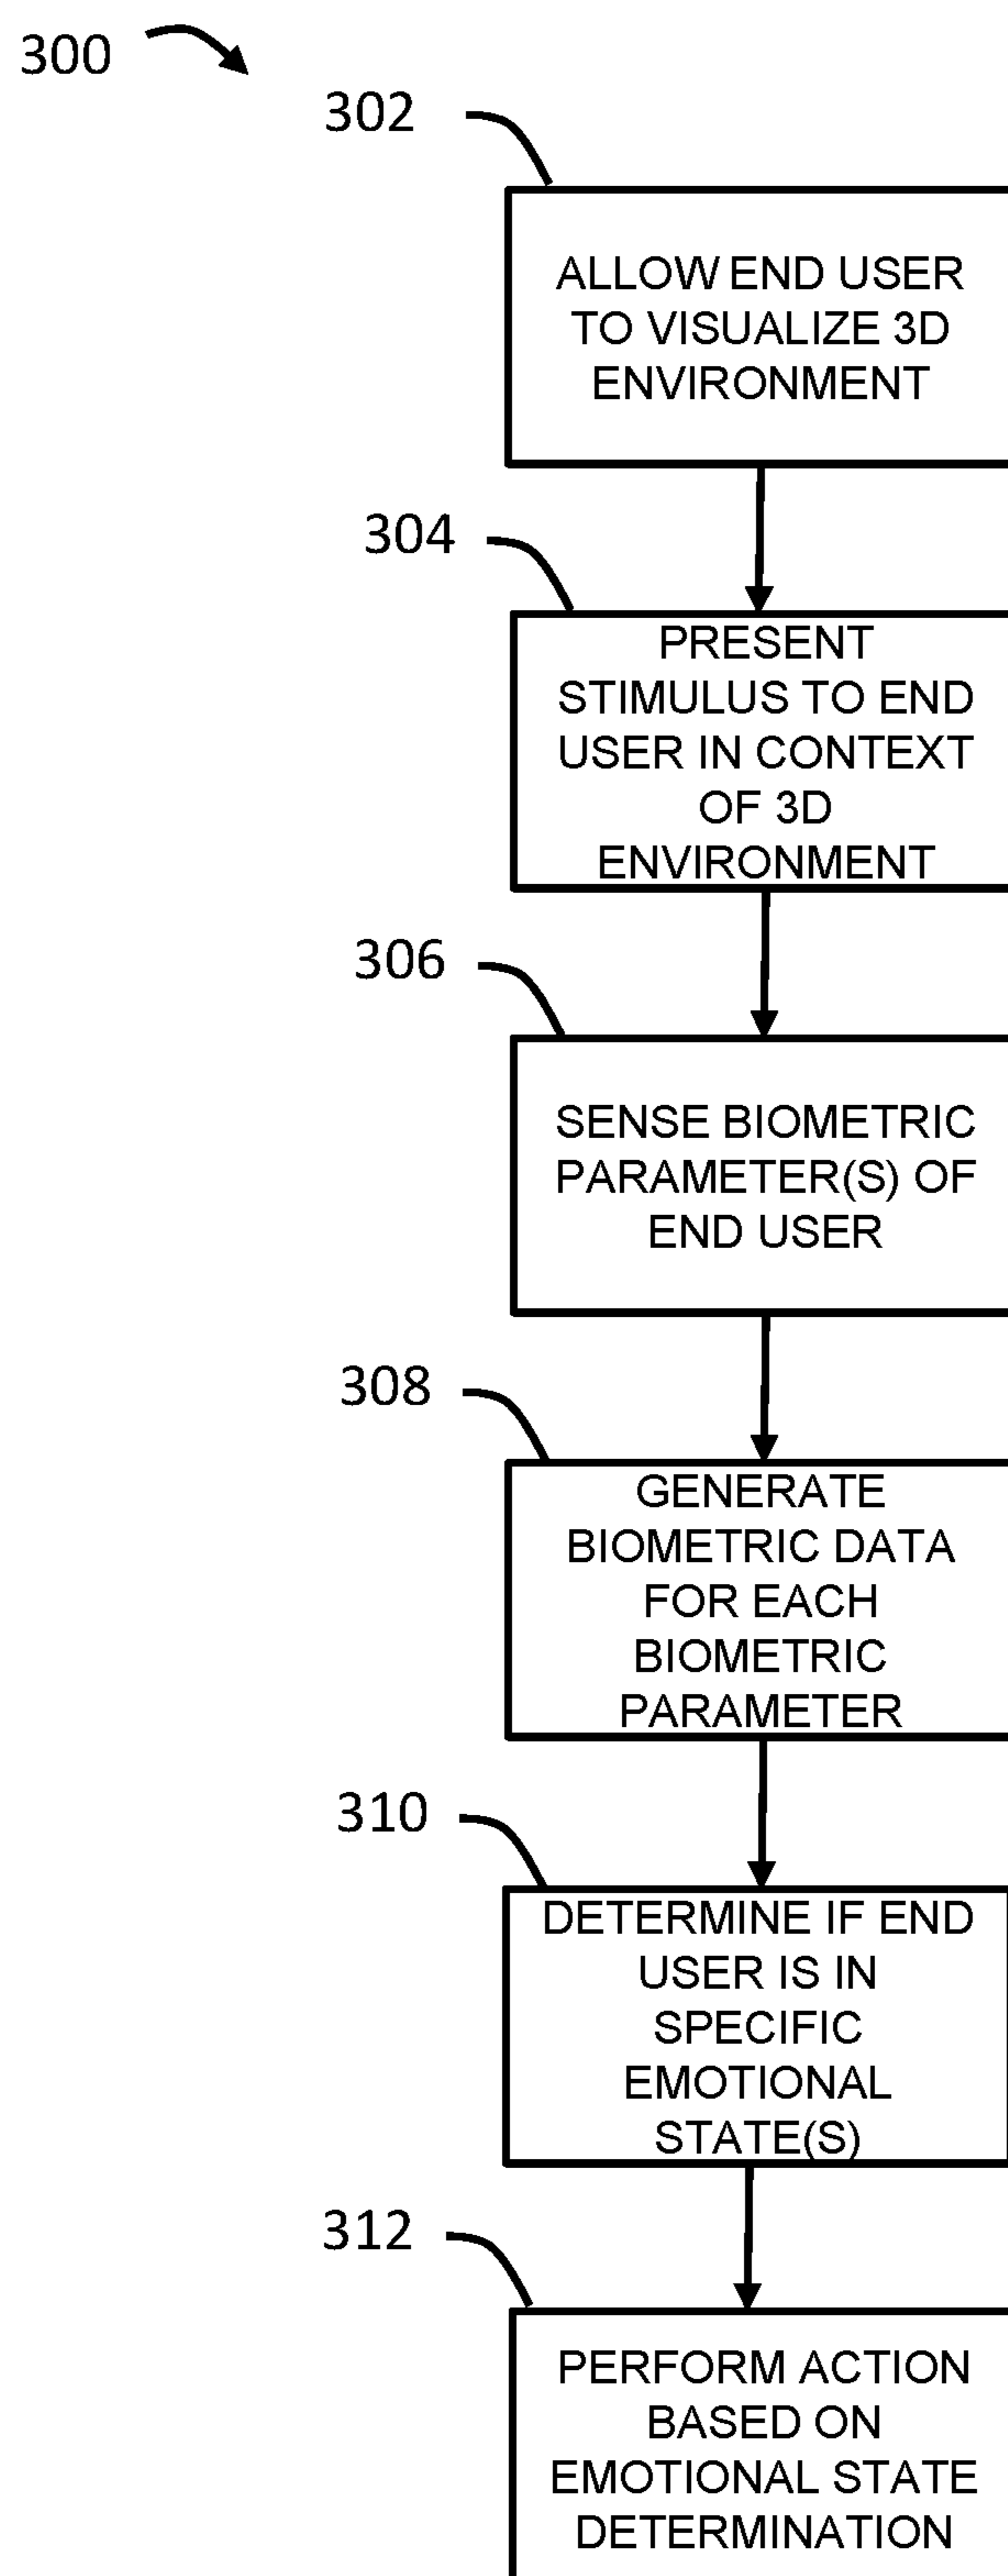 300
302
ALLOW END USER
TO VISUALIZE 3D
ENVIRONMENT
304
PRESENT
STIMULUS TO END
USER IN CONTEXT
OF 3D
ENVIRONMENT
306
SENSE BIOMETRIC
PARAMETER(S) OF
END USER
308
GENERATE
BIOMETRIC DATA
FOR EACH
BIOMETRIC
PARAMETER
310
DETERMINE IF END
USER IS IN
SPECIFIC
EMOTIONAL
STATE(S)
312
PERFORM ACTION
BASED ON
EMOTIONAL STATE
DETERMINATION